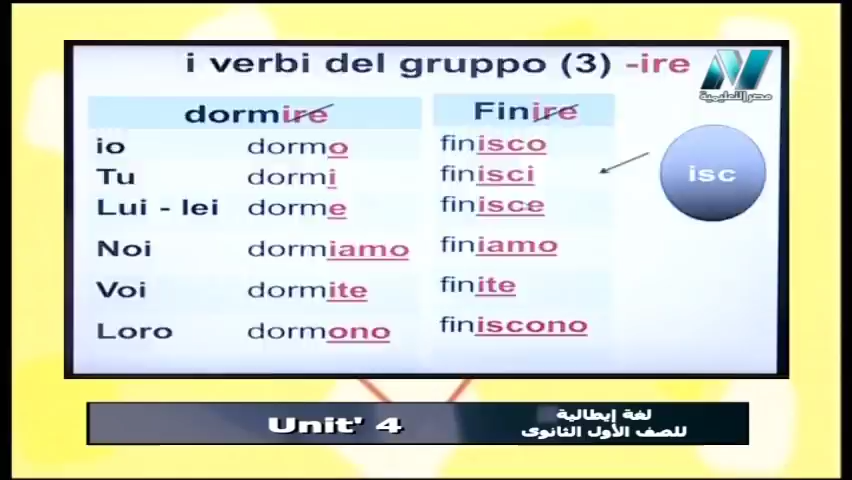 i verbi del gruppo (3) -ire
مصر التعليمية
dormire Finire
io dormo finisco
Tu dormi finisci
isc
Lui - lei dorme finisce
Noi dormiamo finiamo
Voi dormite finite
Loro dormono finiscono
Unit' 4
لغة إيطالية
للصف الأول الثانوى